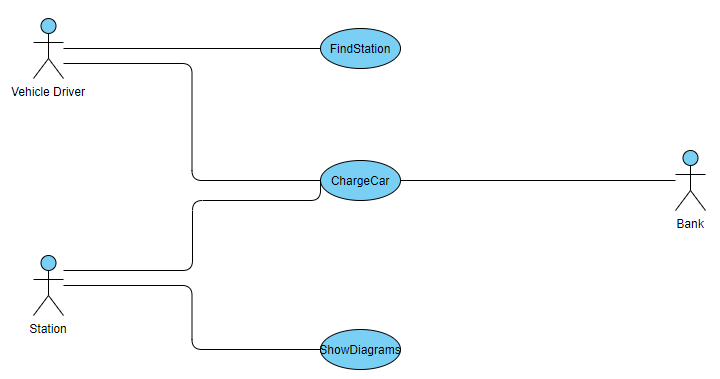 FindStation
Vehicle Driver
ChargeCar
Bank
Station
ShowDiagrams